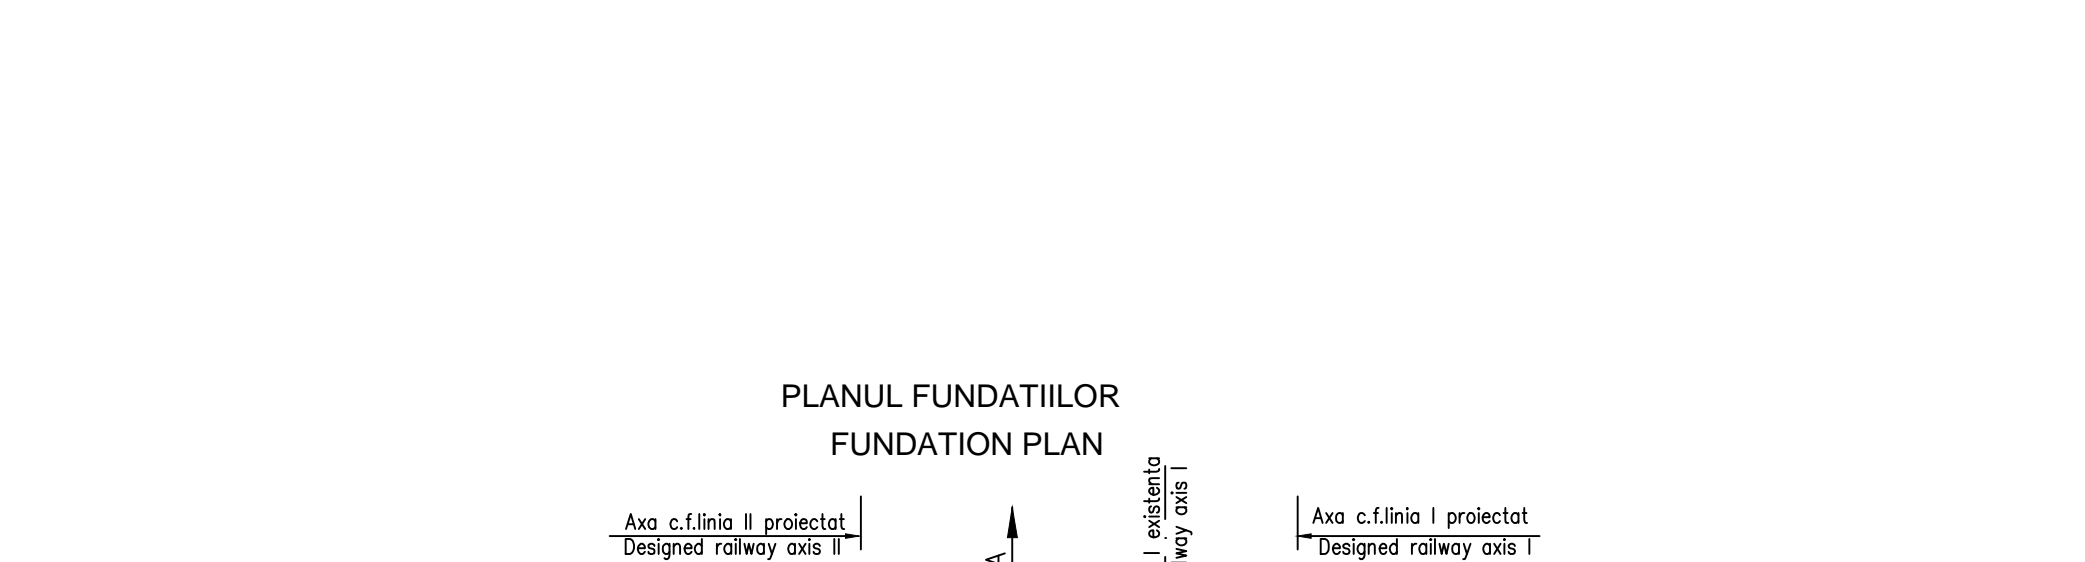 PLANUL FUNDATIILOR
FUNDATION PLAN
I existenta
axis I
Axa c.f.linia II proiectat
Designed railway axis II
Axa c.f.linia I proiectat
Designed railway axis I